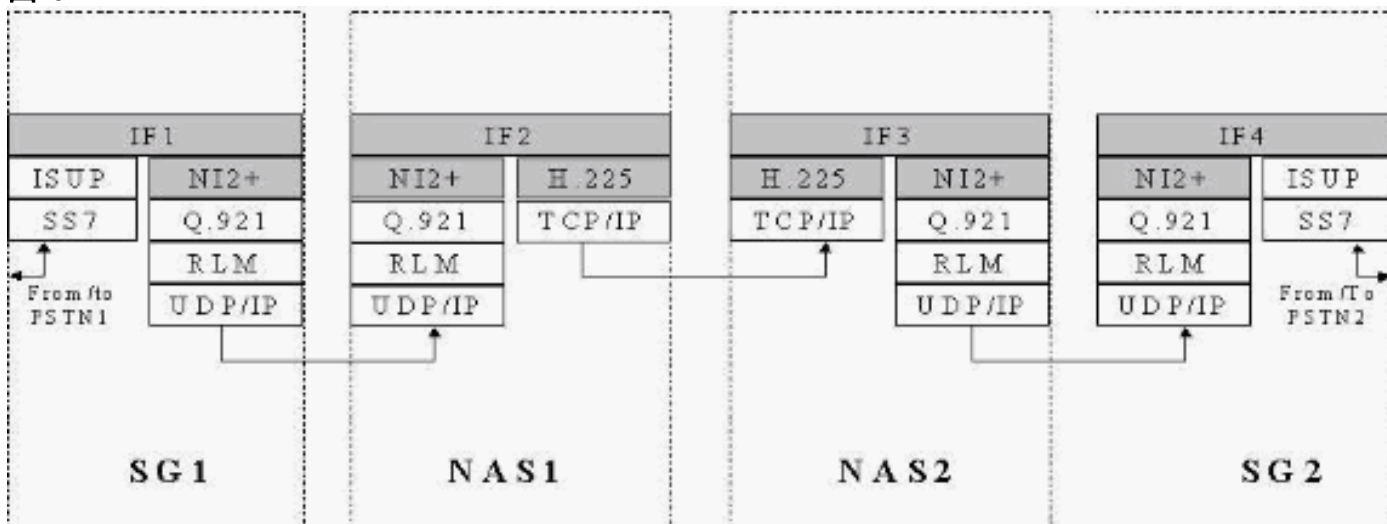 IF1
ISUP
NI2+
SS7
Q.921
RLM
UDP/IP
From/to
PSTN1
SG1
IF2
NI2+
H.225
Q.921
TCP/IP
RLM
UDP/IP
NAS1
IF3
H.225
NI2+
TCP/IP
Q.921
RLM
UDP/IP
NAS2
IF4
NI2+
ISUP
Q.921
SS7
RLM
UDP/IP
From/To
PSTN2
SG2